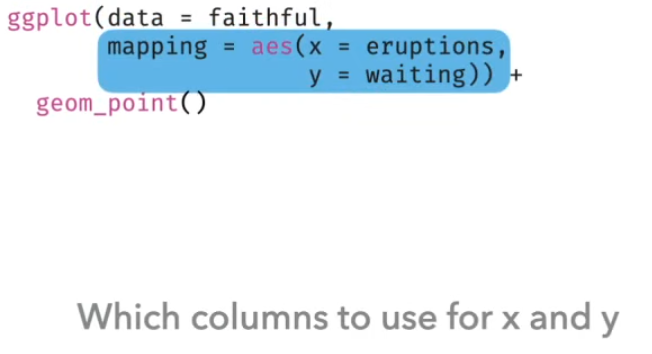 ggplot(data = faithful,
mapping = aes(x = eruptions,
y = waiting)) +
geom_point()
Which columns to use for x and y